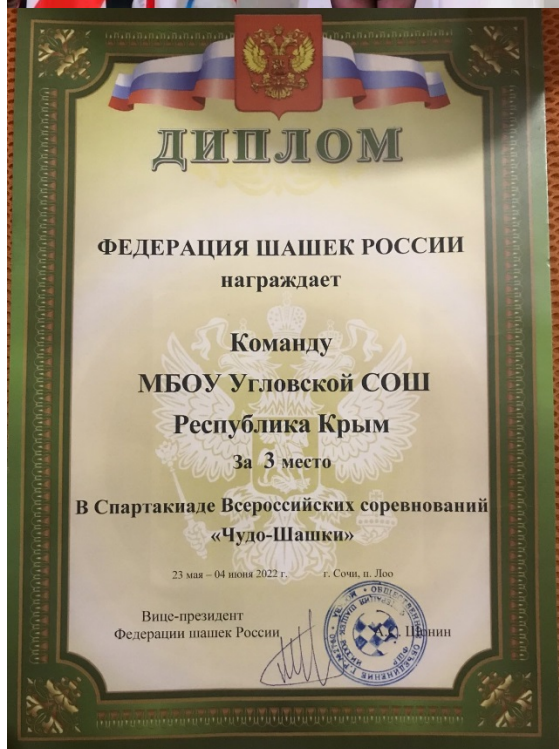 ДИПЛОМ
ФЕДЕРАЦИЯ ШАШЕК РОССИИ
награждает
Команду
МБОУ Угловской СОШ
Республика Крым
За 3 место
В Спартакиаде Всероссийских соревнований
«Чудо-Шашки»
23 мая – 04 июня 2022 г. г. Сочи, п. Лоо
Вице-президент
Федерации шашек России